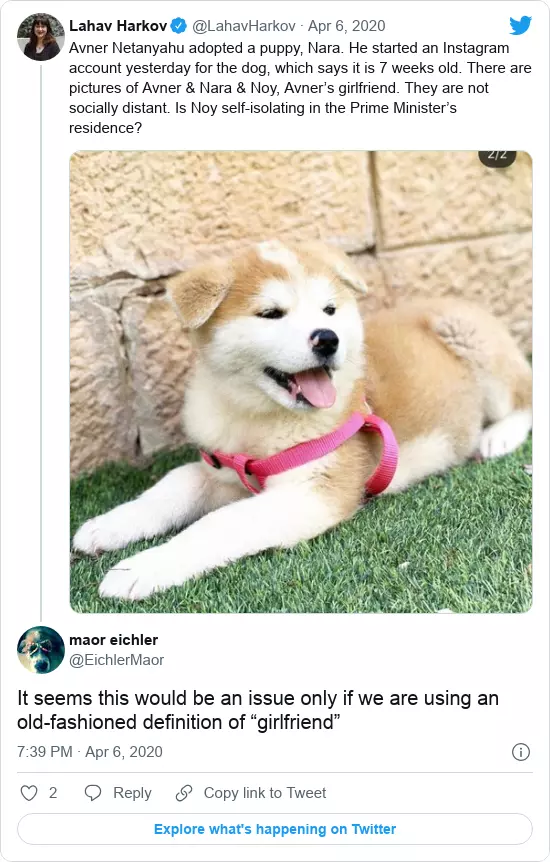 Lahav Harkov @LahavHarkov · Apr 6, 2020
Avner Netanyahu adopted a puppy, Nara. He started an Instagram
account yesterday for the dog, which says it is 7 weeks old. There are
pictures of Avner & Nara & Noy, Avner’s girlfriend. They are not
socially distant. Is Noy self-isolating in the Prime Minister’s
residence?
2/2
maor eichler
@EichlerMaor
It seems this would be an issue only if we are using an
old-fashioned definition of “girlfriend”
7:39 PM · Apr 6, 2020
2 Reply Copy link to Tweet
Explore what's happening on Twitter